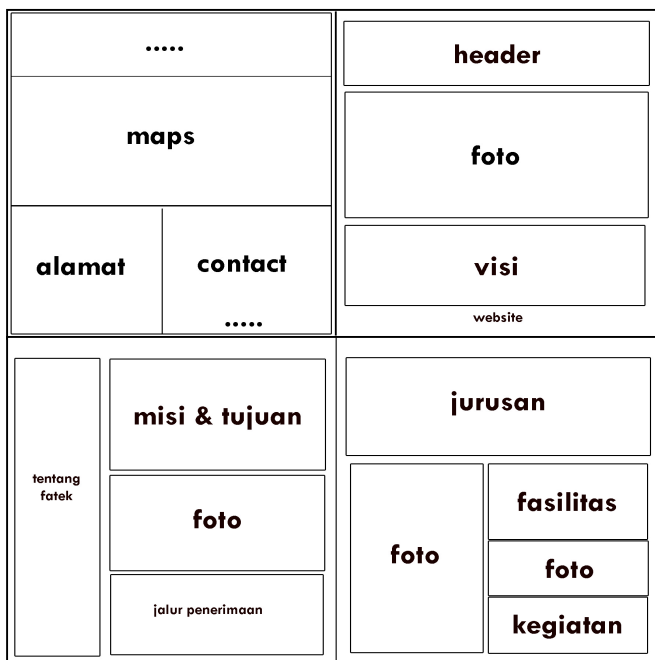 .....
maps
alamat
contact
.....
header
foto
visi
website
tentang
fatek
misi & tujuan
foto
jalur penerimaan
jurusan
foto
fasilitas
foto
kegiatan